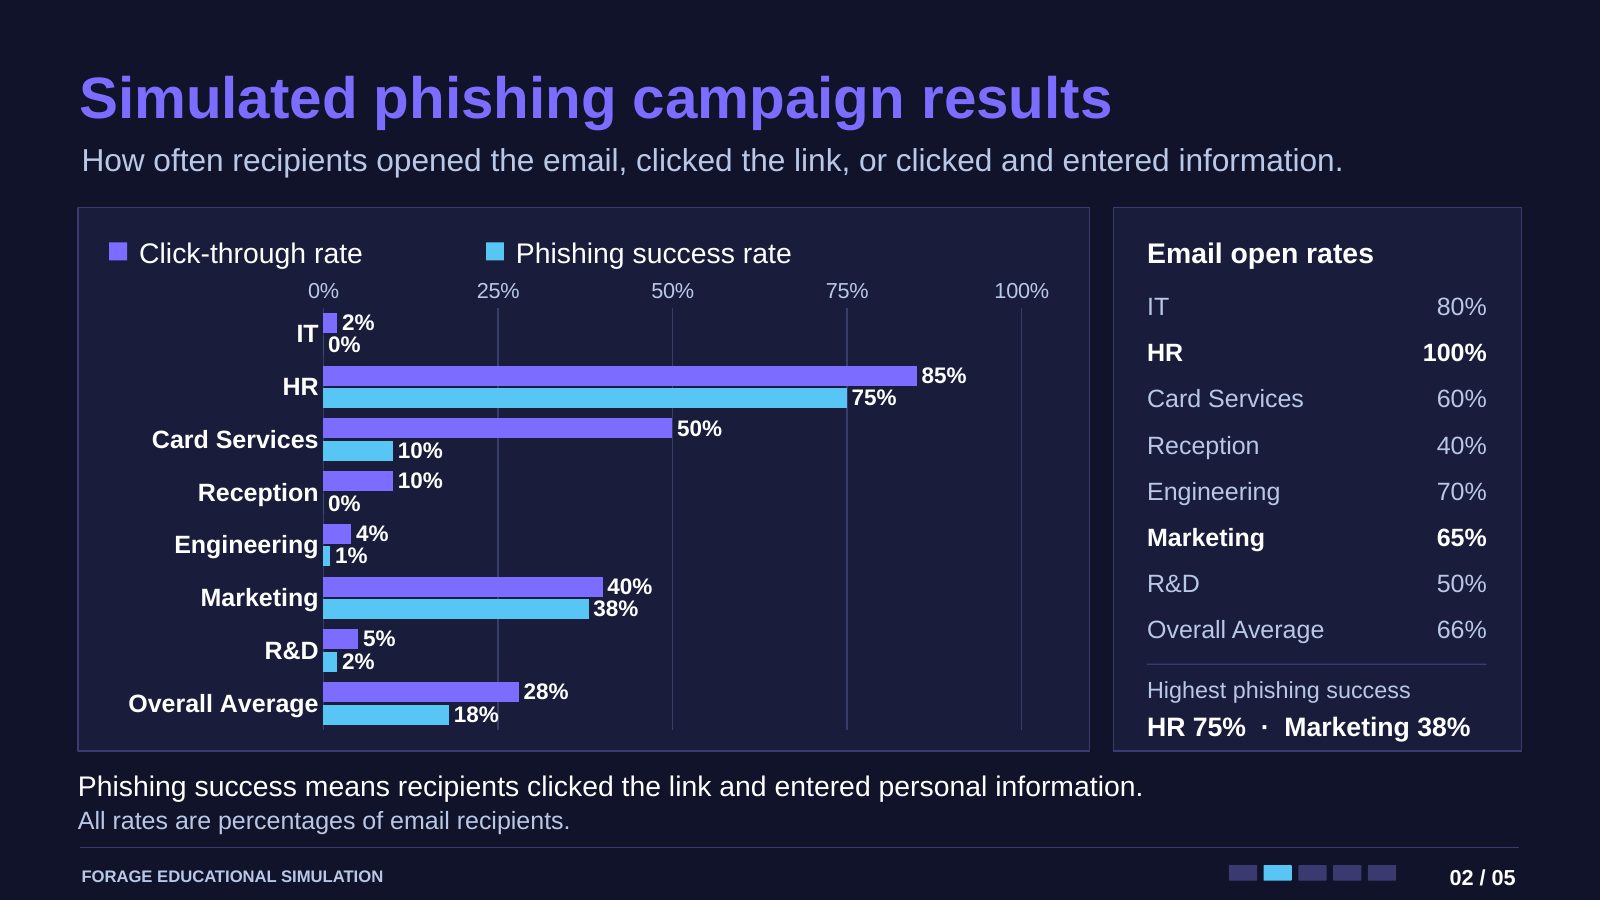 Simulated phishing campaign results
How often recipients opened the email, clicked the link, or clicked and entered information.
Click-through rate
Phishing success rate
0% 25% 50% 75% 100%
IT 2%
0%
HR 85%
75%
Card Services 50%
10%
Reception 10%
0%
Engineering 4%
1%
Marketing 40%
38%
R&D 5%
2%
Overall Average 28%
18%
Email open rates
IT 80%
HR 100%
Card Services 60%
Reception 40%
Engineering 70%
Marketing 65%
R&D 50%
Overall Average 66%
Highest phishing success
HR 75% · Marketing 38%
Phishing success means recipients clicked the link and entered personal information.
All rates are percentages of email recipients.
FORAGE EDUCATIONAL SIMULATION
02 / 05